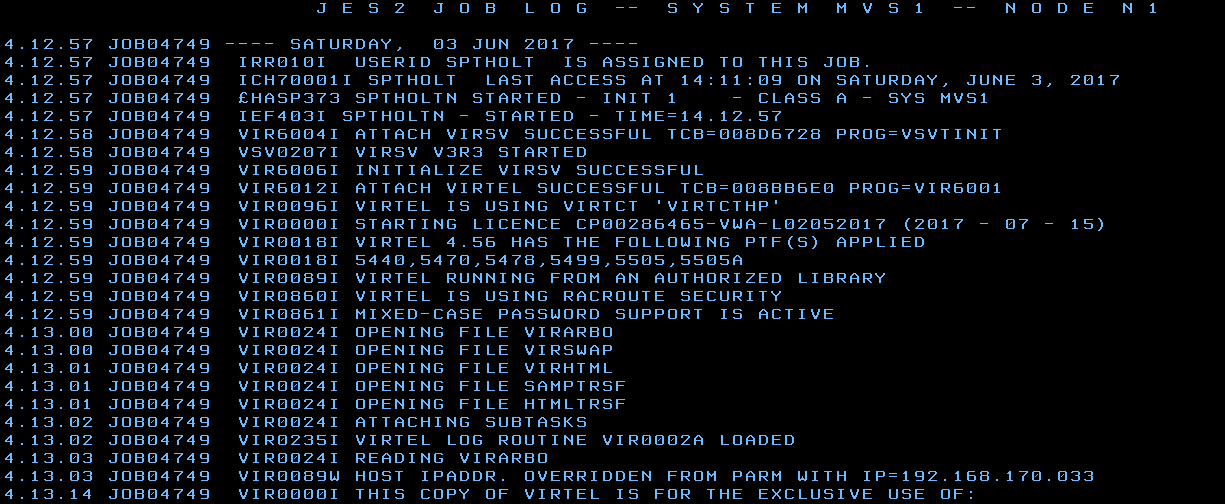 J E S 2  J O B  L O G  --  S Y S T E M  M V S 1  --  N O D E  N 1
4.12.57 JOB04749 ---- SATURDAY,  03 JUN 2017 ----
4.12.57 JOB04749  IRR010I  USERID SPTHOLT  IS ASSIGNED TO THIS JOB.
4.12.57 JOB04749  ICH70001I SPTHOLT  LAST ACCESS AT 14:11:09 ON SATURDAY, JUNE 3, 2017
4.12.57 JOB04749  £HASP373 SPTHOLTN STARTED - INIT 1    - CLASS A - SYS MVS1
4.12.57 JOB04749  IEF403I SPTHOLTN - STARTED - TIME=14.12.57
4.12.58 JOB04749  VIR6004I ATTACH VIRSV SUCCESSFUL TCB=008D6728 PROG=VSVTINIT
4.12.58 JOB04749  VSV0207I VIRSV V3R3 STARTED
4.12.59 JOB04749  VIR6006I INITIALIZE VIRSV SUCCESSFUL
4.12.59 JOB04749  VIR6012I ATTACH VIRTEL SUCCESSFUL TCB=008BB6E0 PROG=VIR6001
4.12.59 JOB04749  VIR0096I VIRTEL IS USING VIRTCT 'VIRTCTHP'
4.12.59 JOB04749  VIR0000I STARTING LICENCE CP00286465-VWA-L02052017 (2017 - 07 - 15)
4.12.59 JOB04749  VIR0018I VIRTEL 4.56 HAS THE FOLLOWING PTF(S) APPLIED
4.12.59 JOB04749  VIR0018I 5440,5470,5478,5499,5505,5505A
4.12.59 JOB04749  VIR0089I VIRTEL RUNNING FROM AN AUTHORIZED LIBRARY
4.12.59 JOB04749  VIR0860I VIRTEL IS USING RACROUTE SECURITY
4.12.59 JOB04749  VIR0861I MIXED-CASE PASSWORD SUPPORT IS ACTIVE
4.13.00 JOB04749  VIR0024I OPENING FILE VIRARBO
4.13.00 JOB04749  VIR0024I OPENING FILE VIRSWAP
4.13.01 JOB04749  VIR0024I OPENING FILE VIRHTML
4.13.01 JOB04749  VIR0024I OPENING FILE SAMPTRSF
4.13.01 JOB04749  VIR0024I OPENING FILE HTMLTRSF
4.13.02 JOB04749  VIR0024I ATTACHING SUBTASKS
4.13.02 JOB04749  VIR0235I VIRTEL LOG ROUTINE VIR0002A LOADED
4.13.03 JOB04749  VIR0024I READING VIRARBO
4.13.03 JOB04749  VIR0089W HOST IPADDR. OVERRIDDEN FROM PARM WITH IP=192.168.170.033
4.13.14 JOB04749  VIR0000I THIS COPY OF VIRTEL IS FOR THE EXCLUSIVE USE OF: